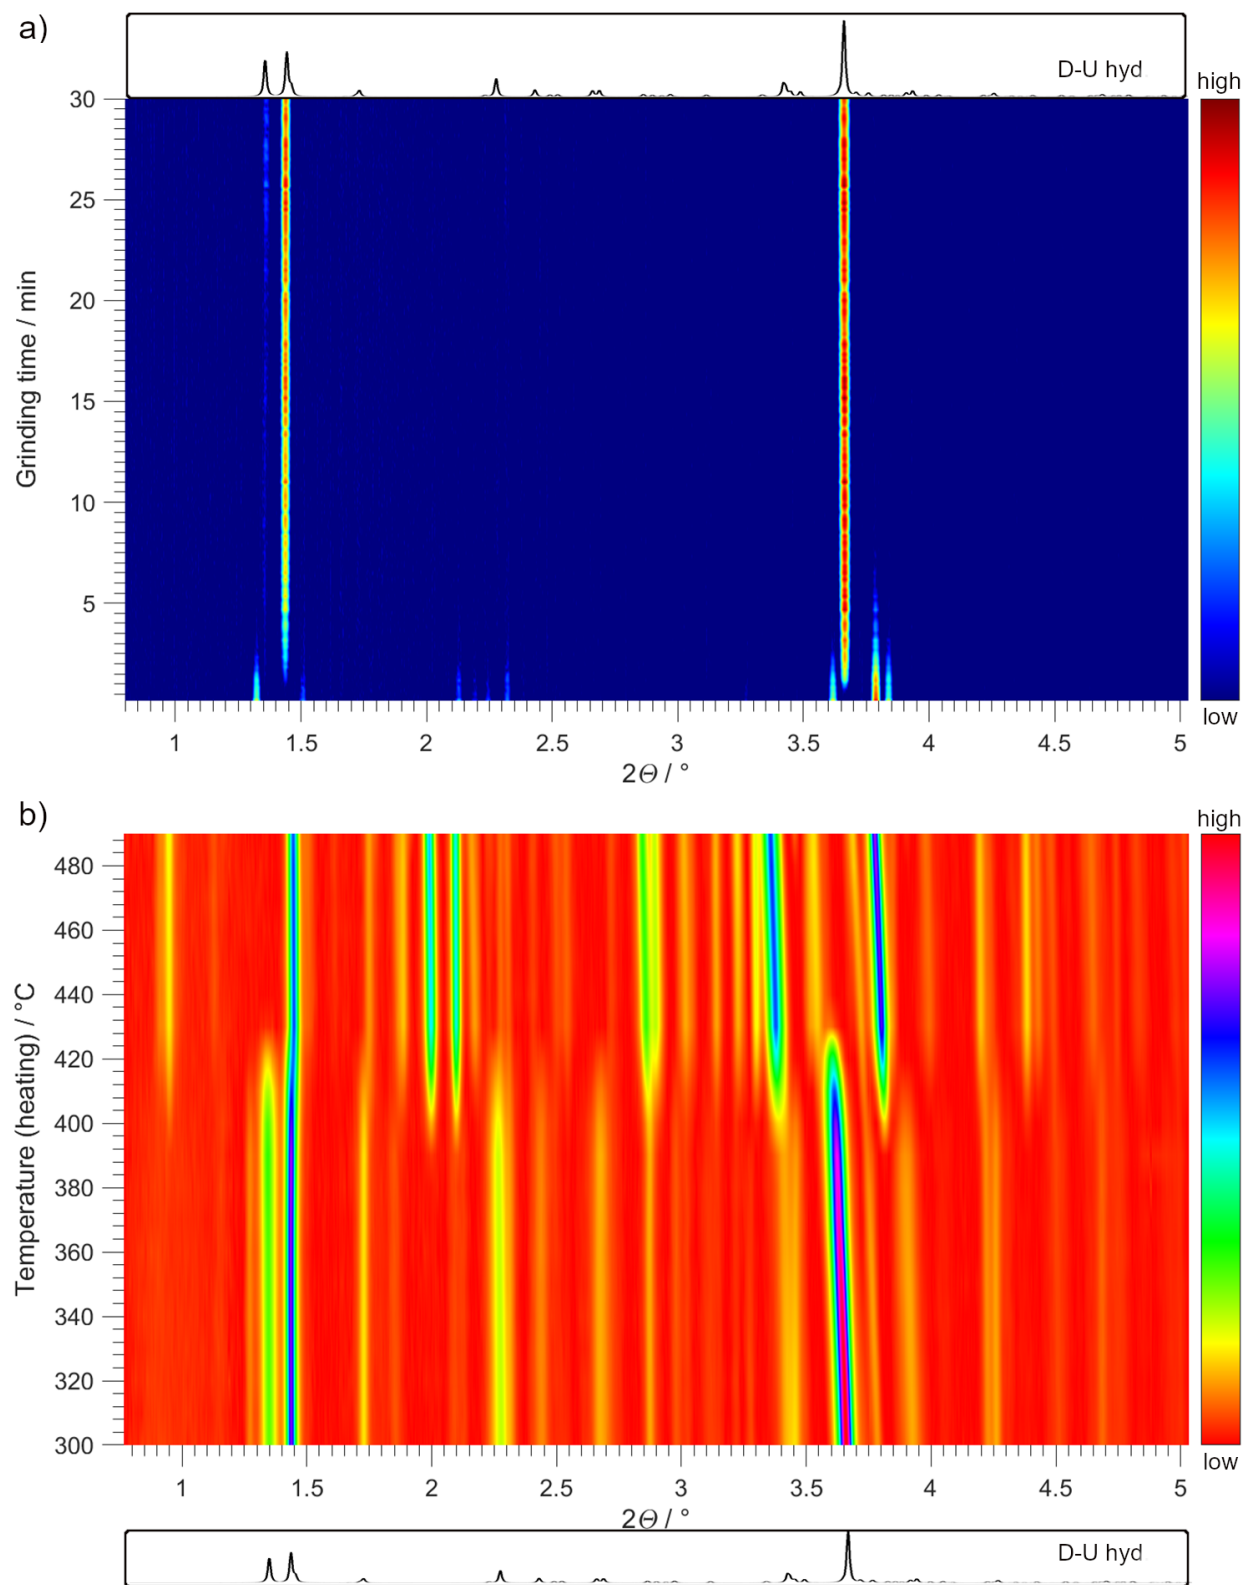 a)
D-U hyd
high
30
25
20
15
10
5
Grinding time / min
low
1 1.5 2 2.5 3 3.5 4 4.5 5
2Θ / °
b)
high
480
460
440
420
400
380
360
340
320
300
Temperature (heating) / °C
low
1 1.5 2 2.5 3 3.5 4 4.5 5
2Θ / °
D-U hyd